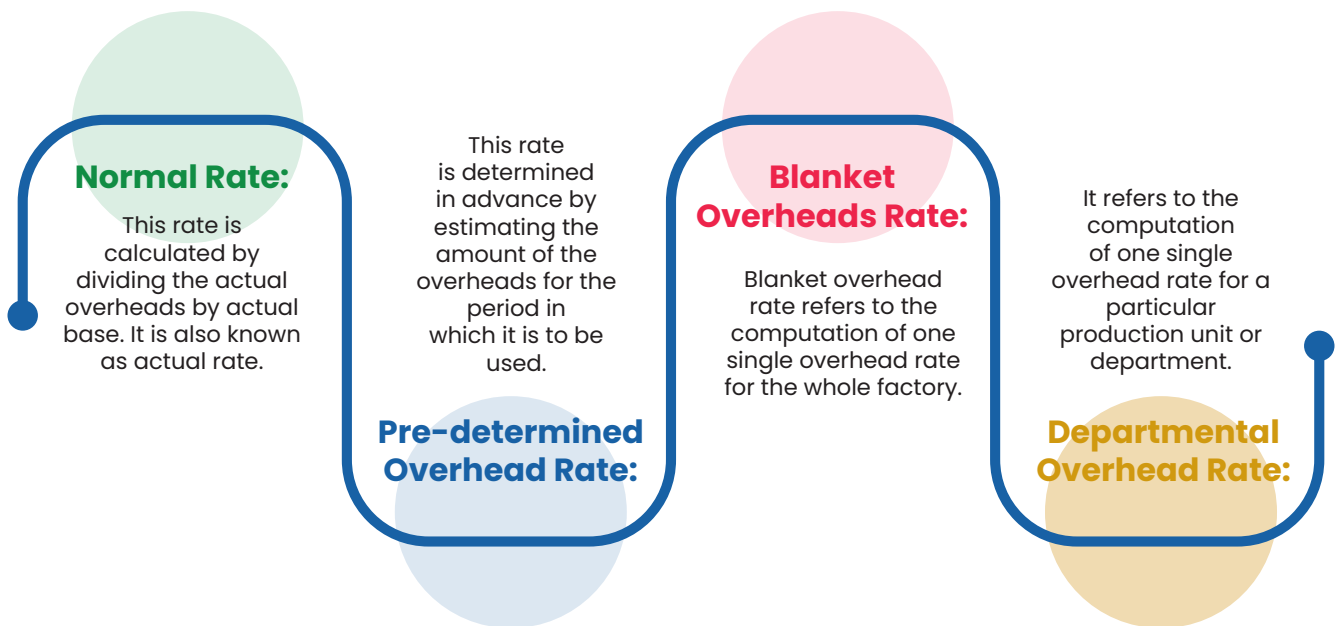 Normal Rate:
This rate is
calculated by
dividing the actual
overheads by actual
base. It is also known
as actual rate.
This rate
is determined
in advance by
estimating the
amount of the
overheads for the
period in
which it is to be
used.
Pre-determined
Overhead Rate:
Blanket
Overheads Rate:
Blanket overhead
rate refers to the
computation of one
single overhead rate
for the whole factory.
It refers to the
computation
of one single
overhead rate for a
particular
production unit or
department.
Departmental
Overhead Rate: